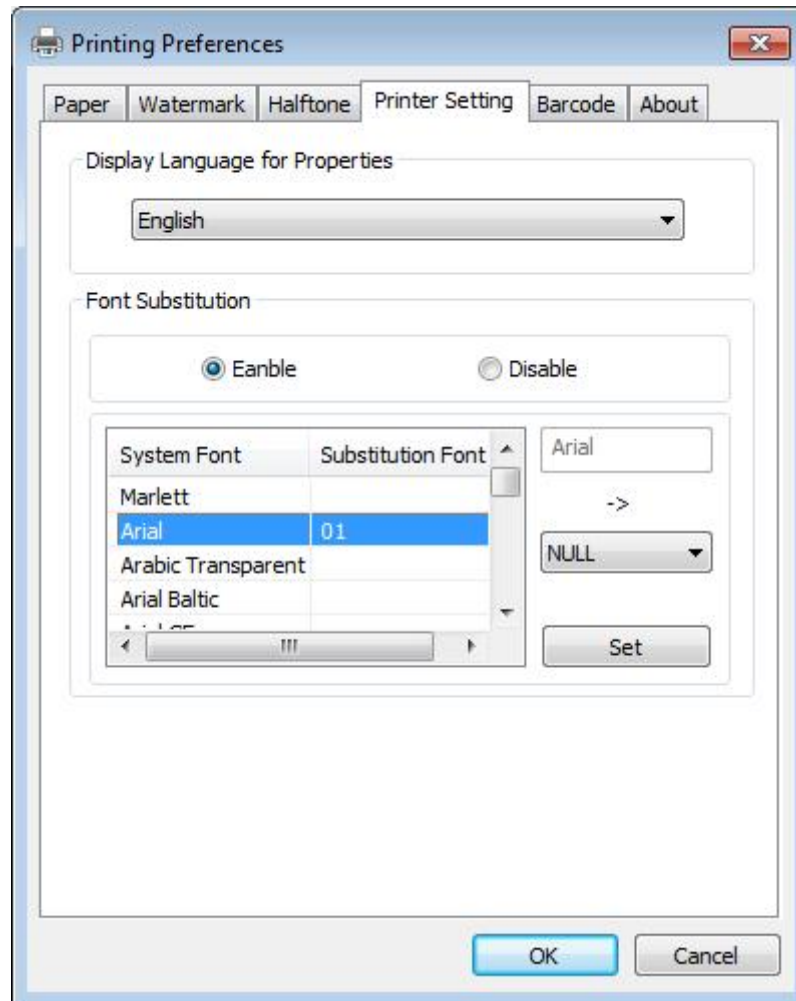 Printing Preferences
Paper Watermark Halftone Printer Setting Barcode About
Display Language for Properties
English
Font Substitution
Eanble Disable
System Font Substitution Font
Marlett
Arial 01
Arabic Transparent
Arial Baltic
Arial
->
NULL
Set
OK Cancel